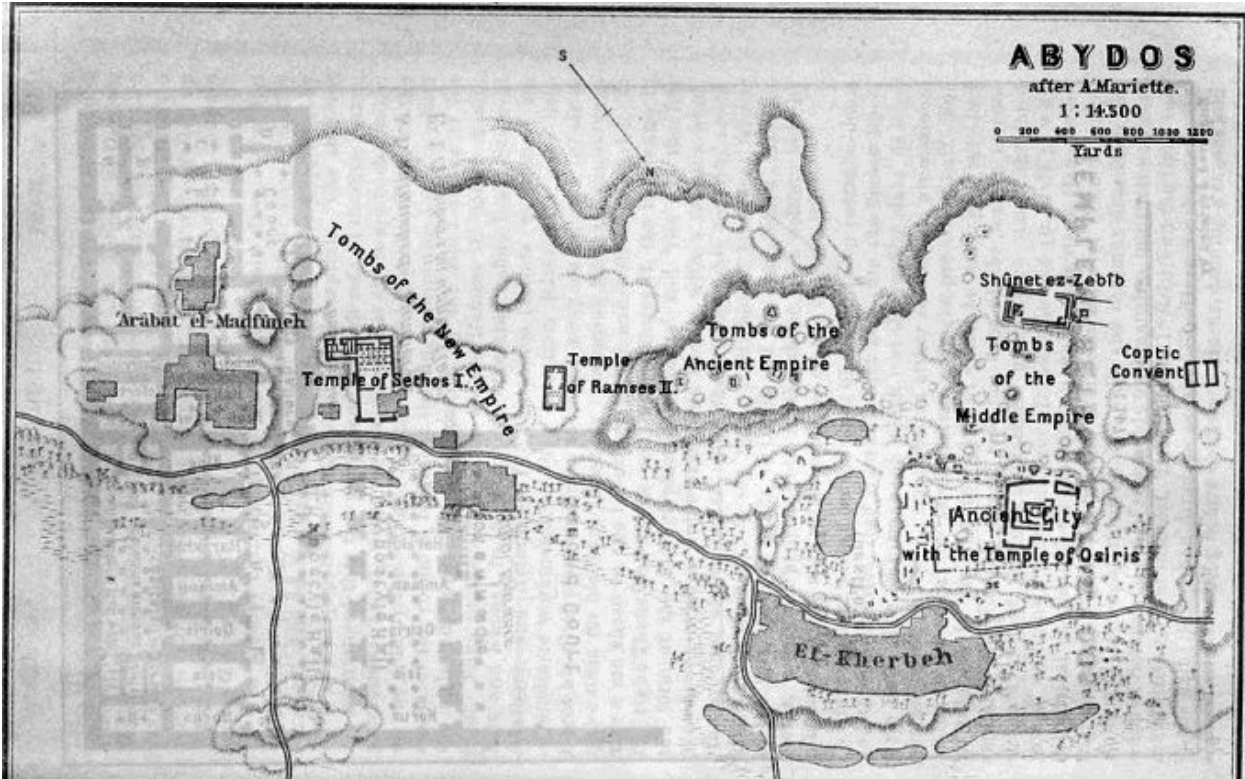 ABYDOS
after A. Mariette.
1 : 14.500
0 200 400 600 800 1000 1200
Yards
S
N
Tombs of the New Empire
Shûnet ez-Zebîb
'Arâbat el-Madfûneh
Tombs of the
Ancient Empire
Tombs
of the
Middle Empire
Coptic
Convent
Temple of Sethos I.
Temple
of Ramses II.
Ancient City
with the Temple of Osiris
El-Kherbeh